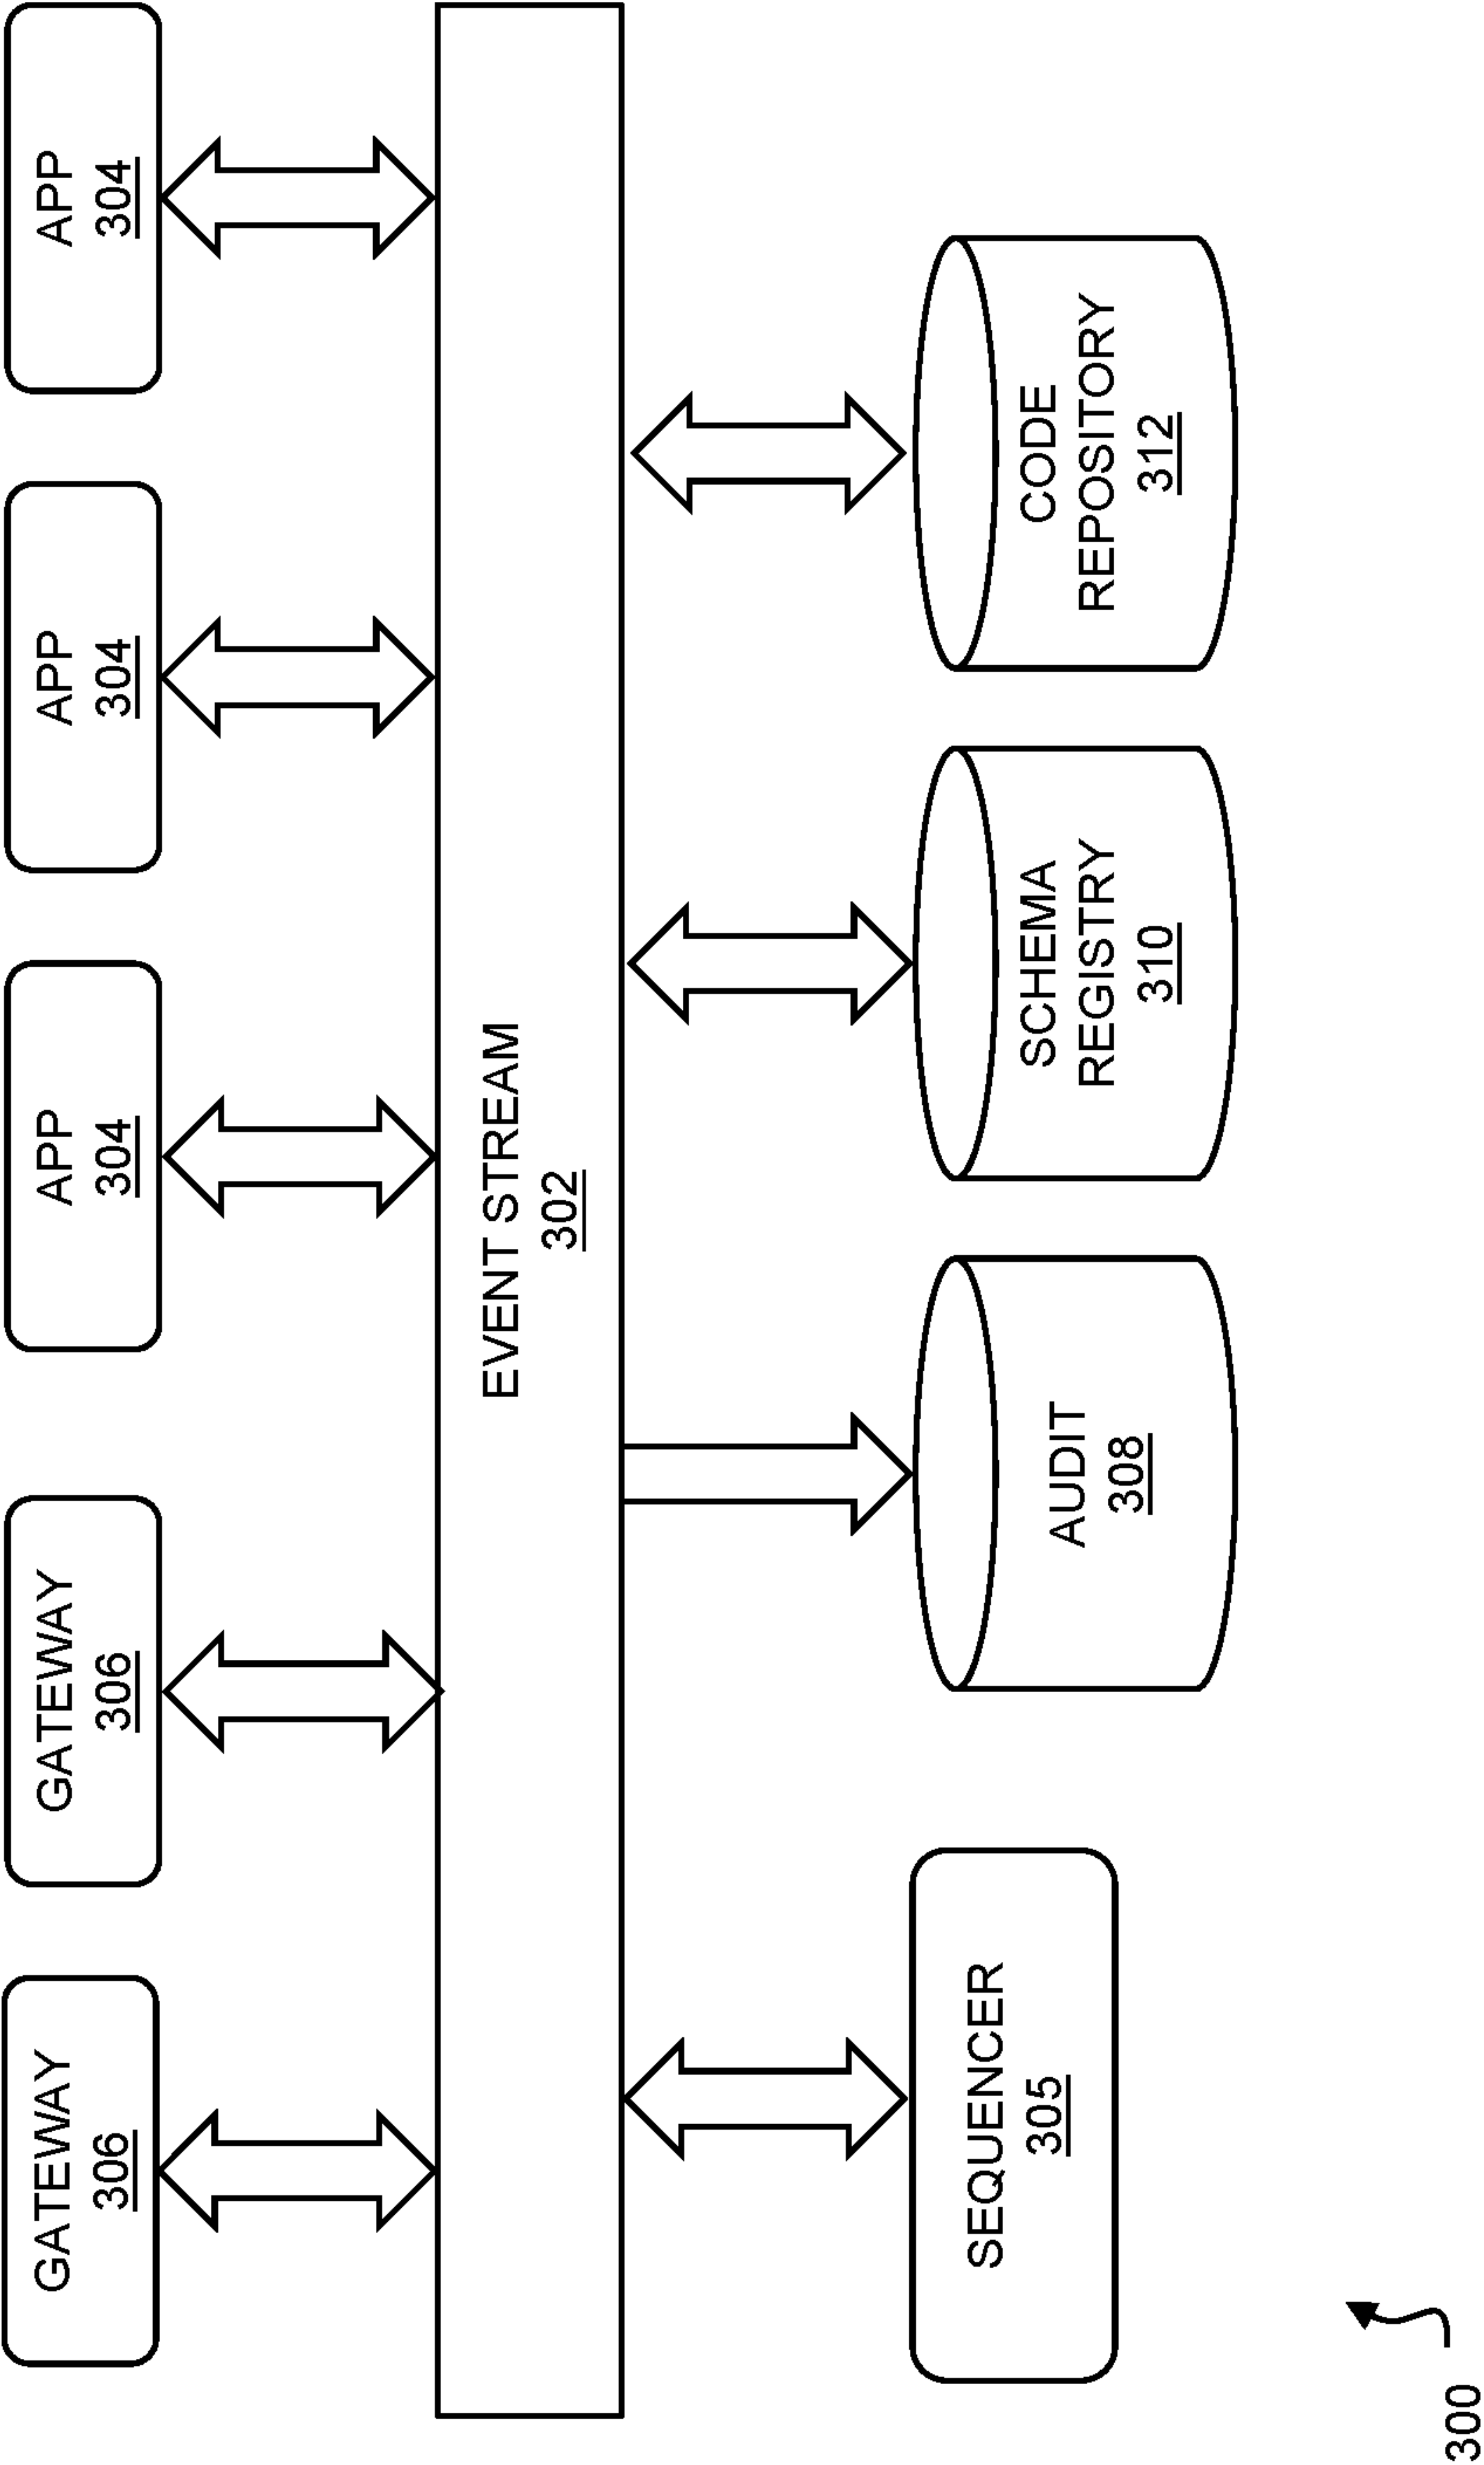 GATEWAY
306
GATEWAY
306
APP
304
APP
304
APP
304
EVENT STREAM
302
SEQUENCER
305
AUDIT
308
SCHEMA
REGISTRY
310
CODE
REPOSITORY
312
300